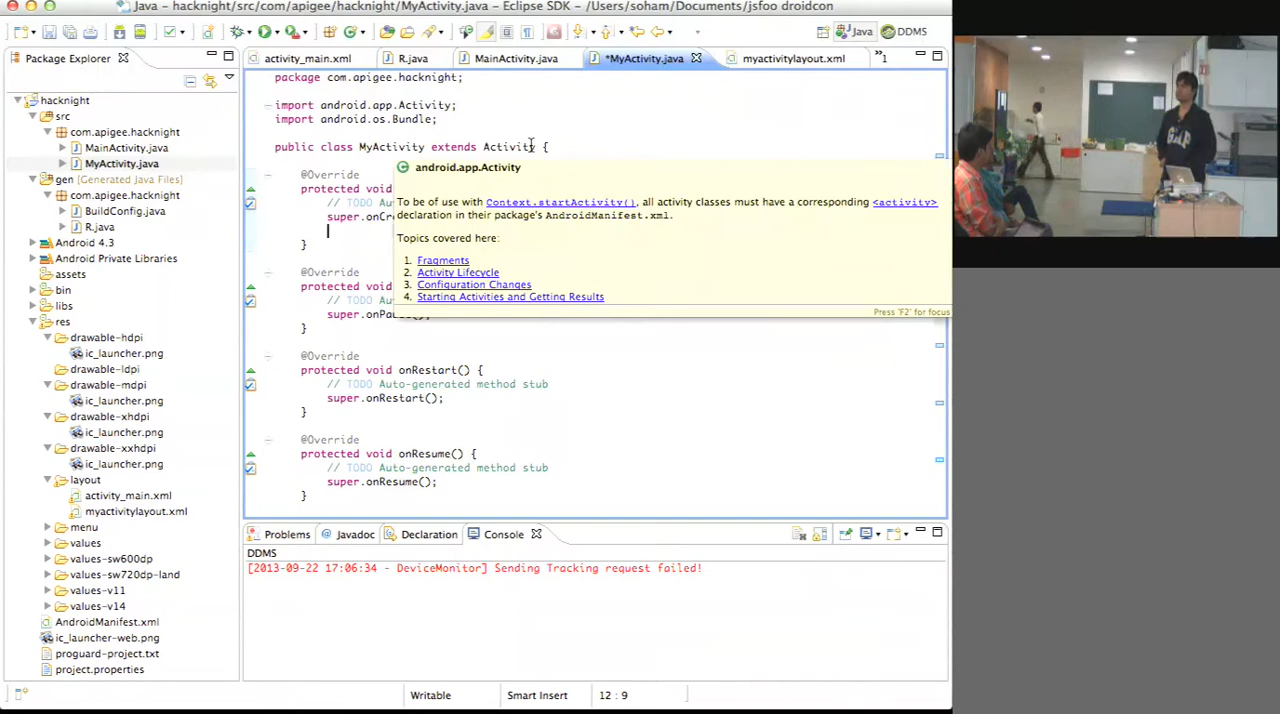 Java - hacknight/src/com/apigee/hacknight/MyActivity.java - Eclipse SDK - /Users/soham/Documents/jsfoo droidcon
Java
DDMS
Package Explorer
activity_main.xml
R.java
MainActivity.java
*MyActivity.java
myactivitylayout.xml
»1
hacknight
src
com.apigee.hacknight
MainActivity.java
MyActivity.java
gen [Generated Java Files]
com.apigee.hacknight
BuildConfig.java
R.java
Android 4.3
Android Private Libraries
assets
bin
libs
res
drawable-hdpi
ic_launcher.png
drawable-ldpi
drawable-mdpi
ic_launcher.png
drawable-xhdpi
ic_launcher.png
drawable-xxhdpi
ic_launcher.png
layout
activity_main.xml
myactivitylayout.xml
menu
values
values-sw600dp
values-sw720dp-land
values-v11
values-v14
AndroidManifest.xml
ic_launcher-web.png
proguard-project.txt
project.properties
package com.apigee.hacknight;
import android.app.Activity;
import android.os.Bundle;
public class MyActivity extends Activity {
@Override
protected void
// TODO Au
super.onCre
}
@Override
protected void
// TODO Au
super.onPause();
}
@Override
protected void onRestart() {
// TODO Auto-generated method stub
super.onRestart();
}
@Override
protected void onResume() {
// TODO Auto-generated method stub
super.onResume();
}
android.app.Activity
To be of use with Context.startActivity(), all activity classes must have a corresponding <activity>
declaration in their package's AndroidManifest.xml.
Topics covered here:
1. Fragments
2. Activity Lifecycle
3. Configuration Changes
4. Starting Activities and Getting Results
Press 'F2' for focus
Problems
@ Javadoc
Declaration
Console
DDMS
[2013-09-22 17:06:34 - DeviceMonitor] Sending Tracking request failed!
Writable
Smart Insert
12 : 9
GAP